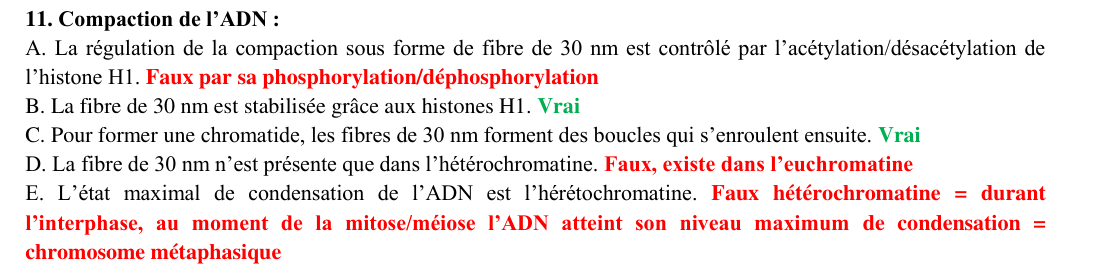 11. Compaction de l’ADN :
A. La régulation de la compaction sous forme de fibre de 30 nm est contrôlé par l’acétylation/désacétylation de
l’histone H1. Faux par sa phosphorylation/déphosphorylation
B. La fibre de 30 nm est stabilisée grâce aux histones H1. Vrai
C. Pour former une chromatide, les fibres de 30 nm forment des boucles qui s’enroulent ensuite. Vrai
D. La fibre de 30 nm n’est présente que dans l’hétérochromatine. Faux, existe dans l’euchromatine
E. L’état maximal de condensation de l’ADN est l’hérétochromatine. Faux hétérochromatine = durant
l’interphase, au moment de la mitose/méiose l’ADN atteint son niveau maximum de condensation =
chromosome métaphasique